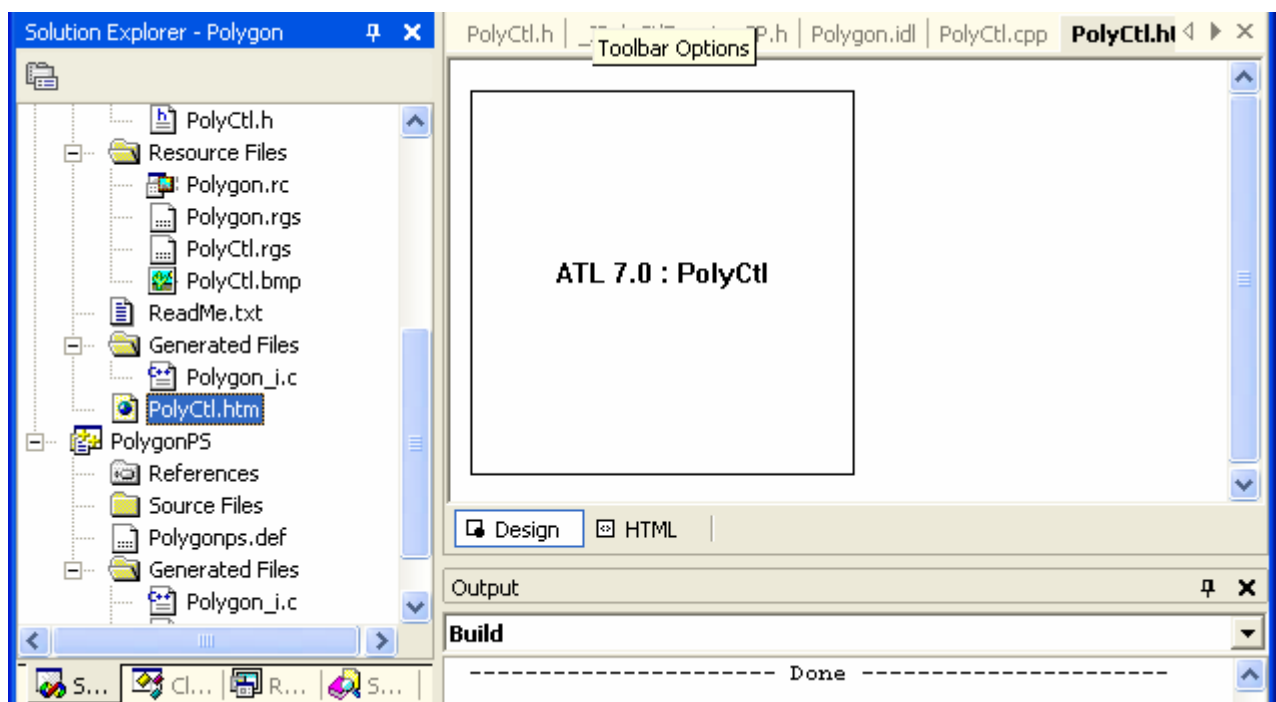 Solution Explorer - Polygon
PolyCtl.h
Resource Files
Polygon.rc
Polygon.rgs
PolyCtl.rgs
PolyCtl.bmp
ReadMe.txt
Generated Files
Polygon_i.c
PolyCtl.htm
PolygonPS
References
Source Files
Polygonps.def
Generated Files
Polygon_i.c
S... Cl... R... S...
PolyCtl.h P.h Polygon.idl PolyCtl.cpp
Toolbar Options
ATL 7.0 : PolyCtl
Design HTML
Output
Build
---------------------- Done ----------------------